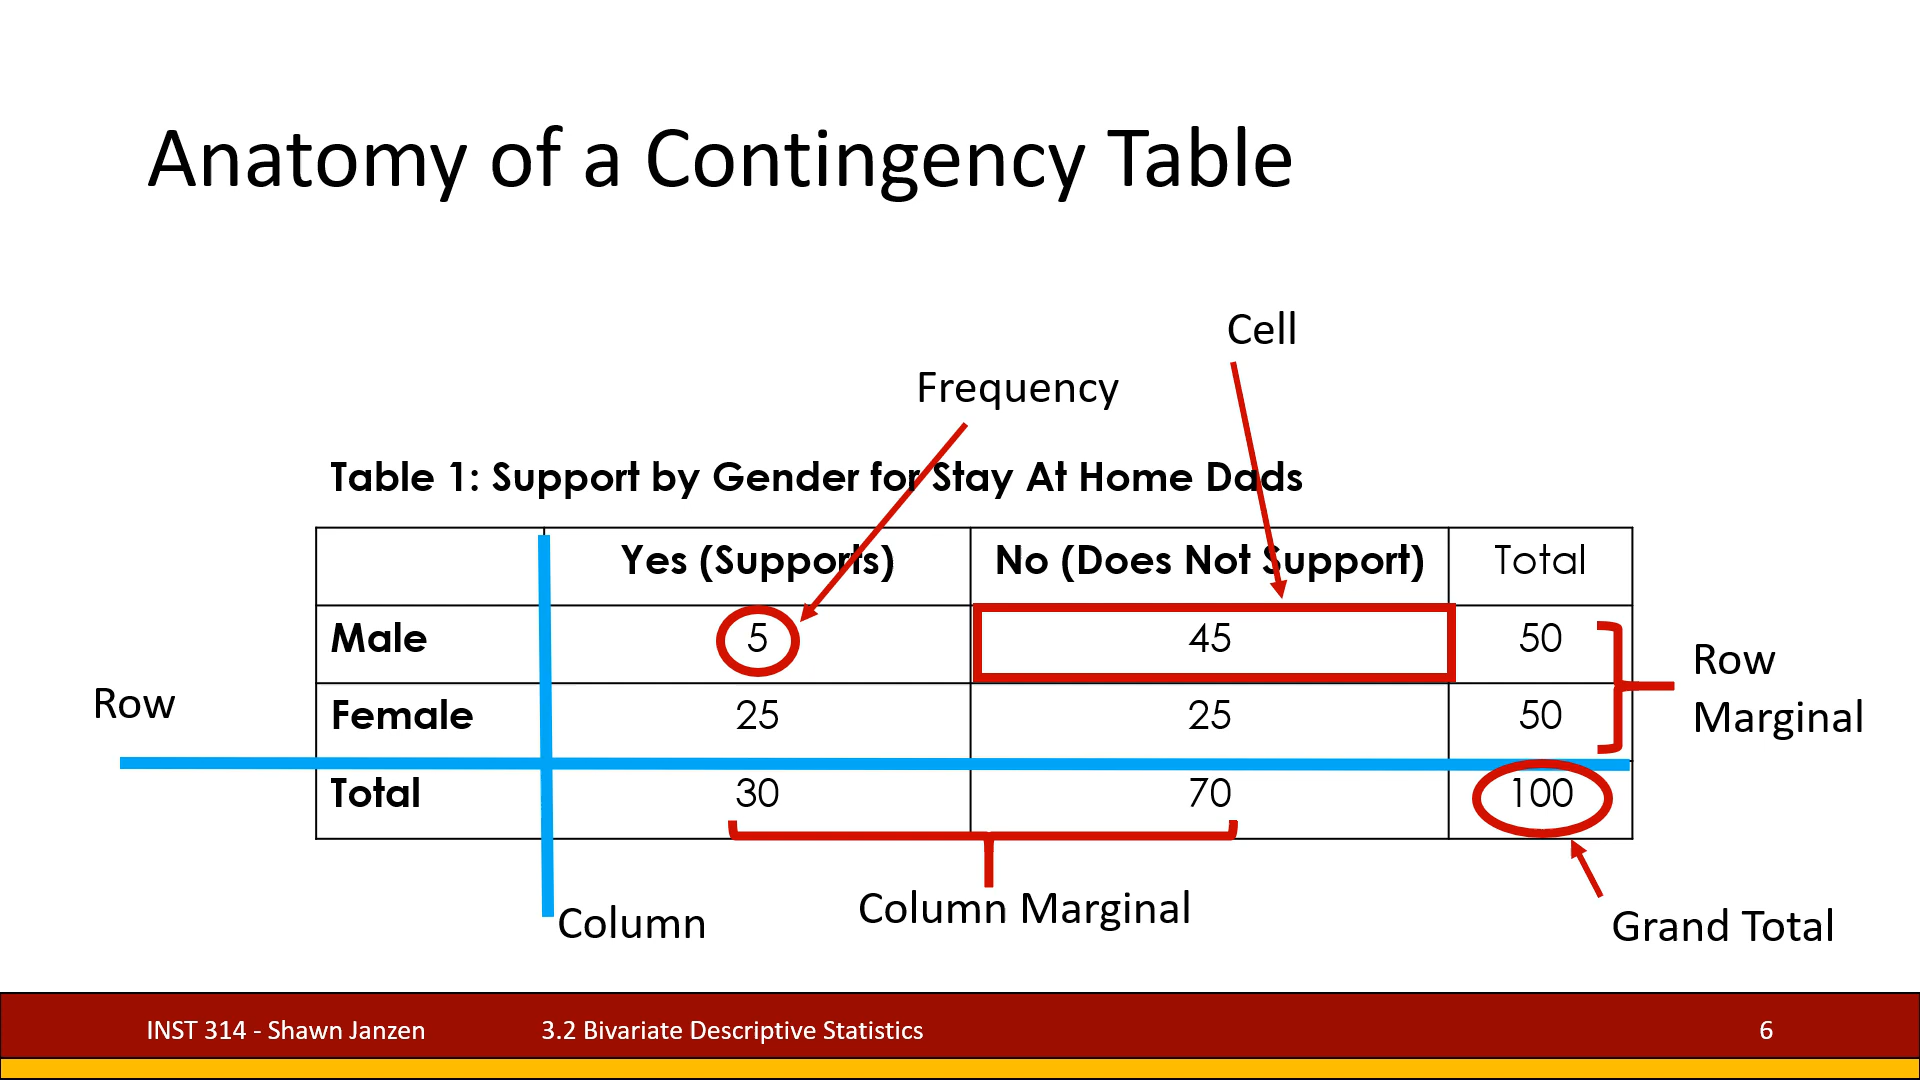 Anatomy of a Contingency Table
Cell
Frequency
Table 1: Support by Gender for Stay At Home Dads
Yes (Supports) No (Does Not Support) Total
Male 5 45 50
Female 25 25 50
Total 30 70 100
Row
Row
Marginal
Column
Column Marginal
Grand Total
INST 314 - Shawn Janzen 3.2 Bivariate Descriptive Statistics 6